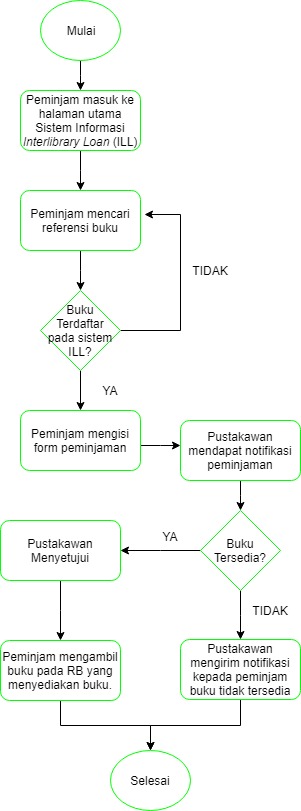 Mulai
Peminjam masuk ke
halaman utama
Sistem Informasi
Interlibrary Loan (ILL)
Peminjam mencari
referensi buku
TIDAK
Buku
Terdaftar
pada sistem
ILL?
YA
Peminjam mengisi
form peminjaman
Pustakawan
mendapat notifikasi
peminjaman
Buku
Tersedia?
YA
Pustakawan
Menyetujui
TIDAK
Peminjam mengambil
buku pada RB yang
menyediakan buku.
Pustakawan
mengirim notifikasi
kepada peminjam
buku tidak tersedia
Selesai